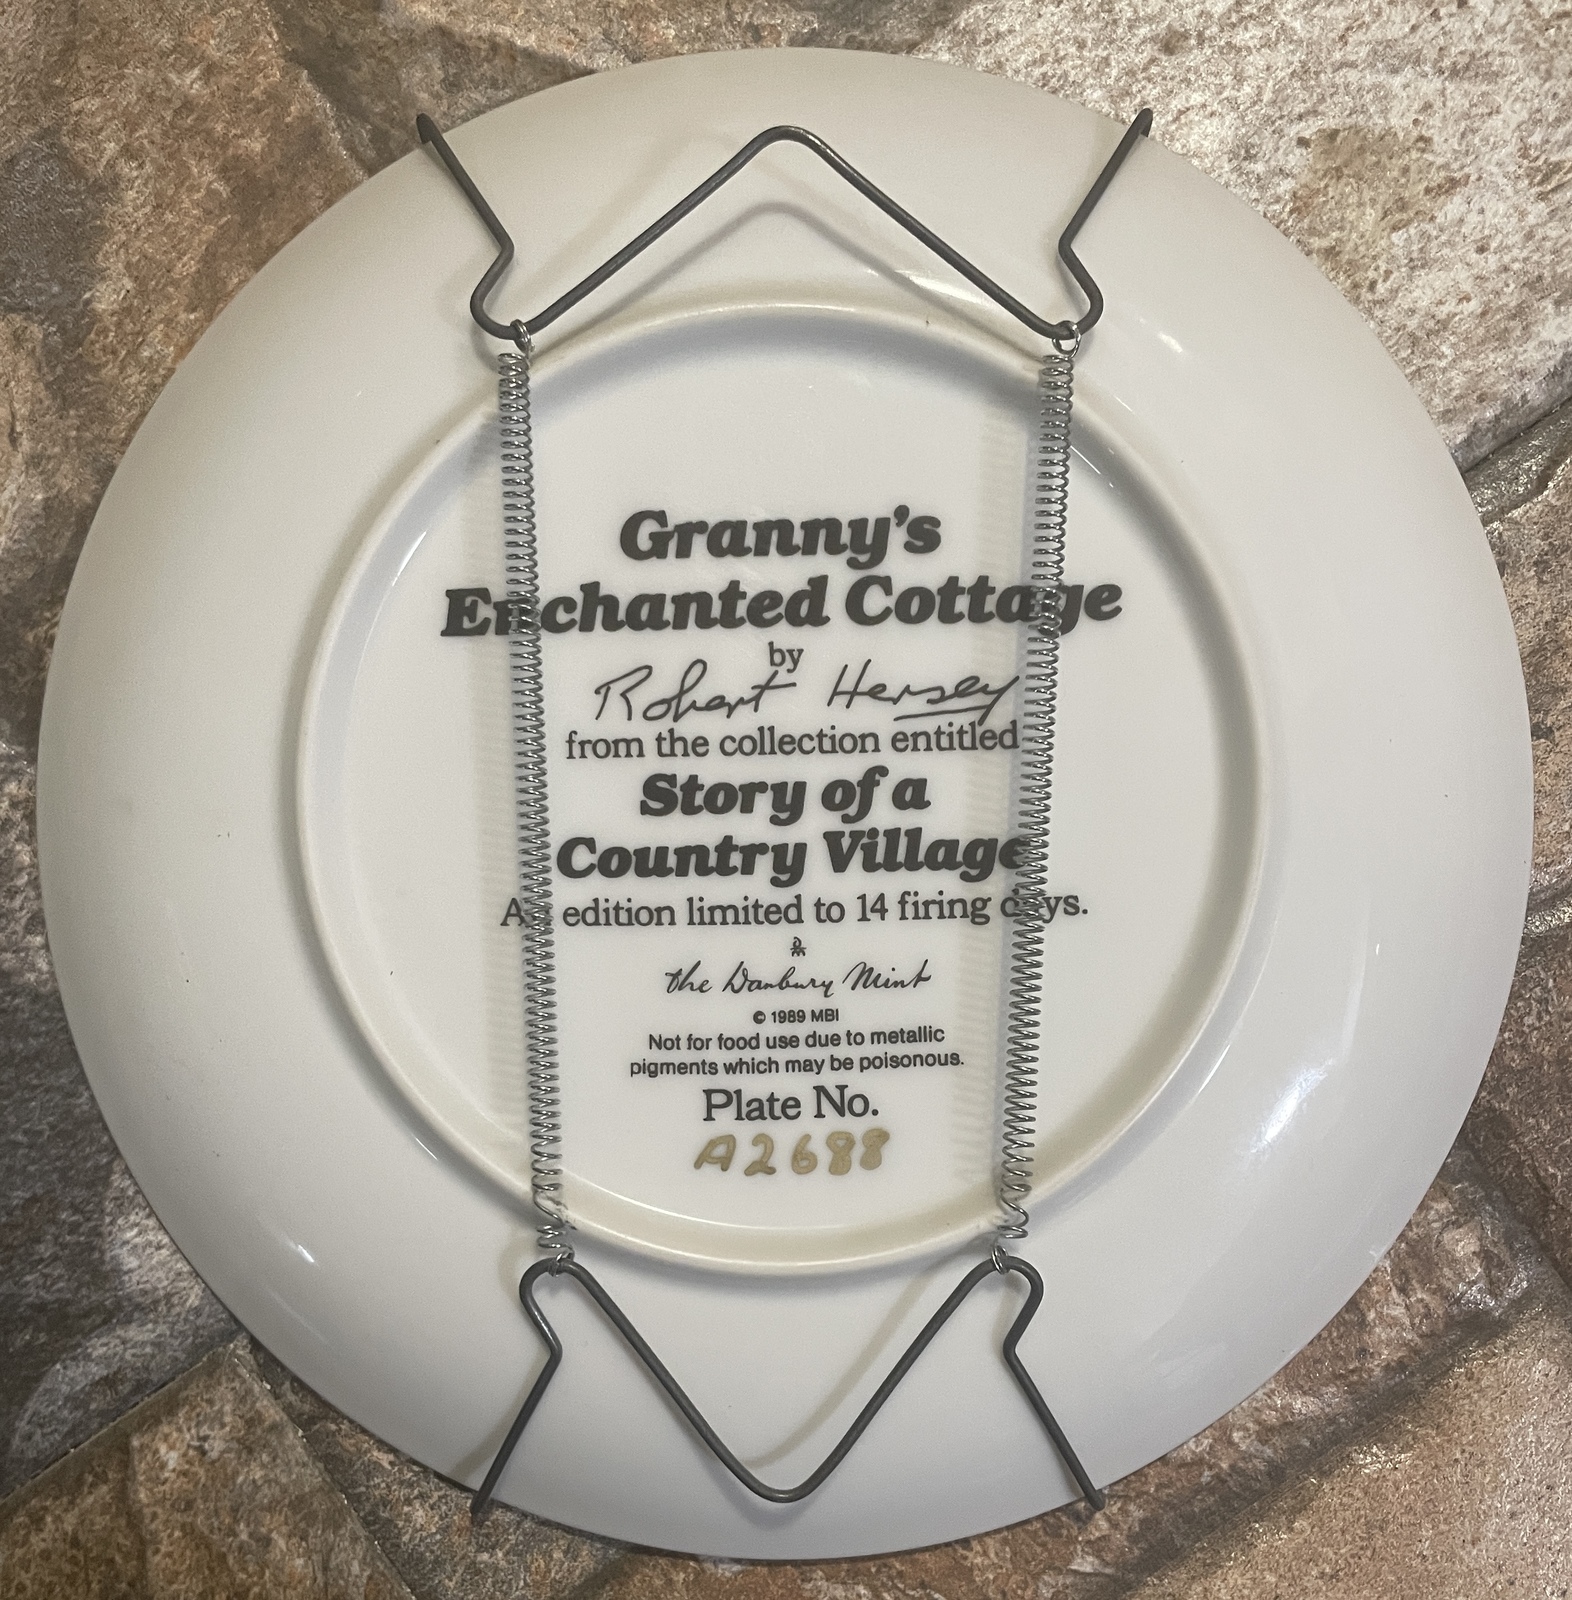 Granny's
Enchanted Cottage
by
Robert Hersey
from the collection entitled
Story of a
Country Village
An edition limited to 14 firing days.
the Danbury Mint
© 1989 MBI
Not for food use due to metallic
pigments which may be poisonous.
Plate No.
A2688